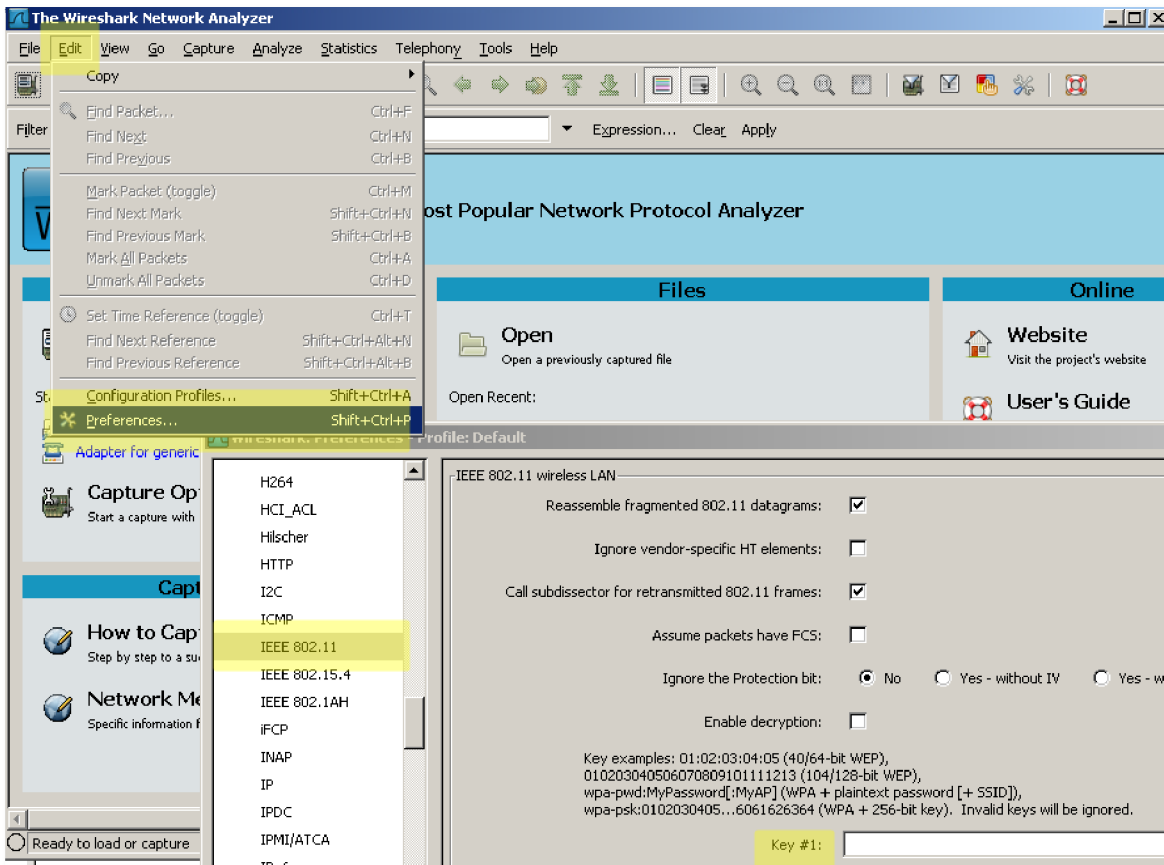 The Wireshark Network Analyzer
File Edit View Go Capture Analyze Statistics Telephony Tools Help
Copy
Find Packet... Ctrl+F
Find Next Ctrl+N
Find Previous Ctrl+B
Mark Packet (toggle) Ctrl+M
Find Next Mark Shift+Ctrl+N
Find Previous Mark Shift+Ctrl+B
Mark All Packets Ctrl+A
Unmark All Packets Ctrl+D
Set Time Reference (toggle) Ctrl+T
Find Next Reference Shift+Ctrl+Alt+N
Find Previous Reference Shift+Ctrl+Alt+B
Configuration Profiles... Shift+Ctrl+A
Preferences... Shift+Ctrl+P
Filter Expression... Clear Apply
ost Popular Network Protocol Analyzer
Files
Open
Open a previously captured file
Open Recent:
Online
Website
Visit the project's website
User's Guide
Adapter for generic
Capture Op
Start a capture with
Capt
How to Cap
Step by step to a su
Network Me
Specific information f
Ready to load or capture
Wireshark: Preferences - Profile: Default
H264
HCI_ACL
Hilscher
HTTP
I2C
ICMP
IEEE 802.11
IEEE 802.15.4
IEEE 802.1AH
iFCP
INAP
IP
IPDC
IPMI/ATCA
IEEE 802.11 wireless LAN
Reassemble fragmented 802.11 datagrams:
Ignore vendor-specific HT elements:
Call subdissector for retransmitted 802.11 frames:
Assume packets have FCS:
Ignore the Protection bit: No Yes - without IV Yes - w
Enable decryption:
Key examples: 01:02:03:04:05 (40/64-bit WEP),
010203040506070809101111213 (104/128-bit WEP),
wpa-pwd:MyPassword[:MyAP] (WPA + plaintext password [+ SSID]),
wpa-psk:0102030405...6061626364 (WPA + 256-bit key). Invalid keys will be ignored.
Key #1: